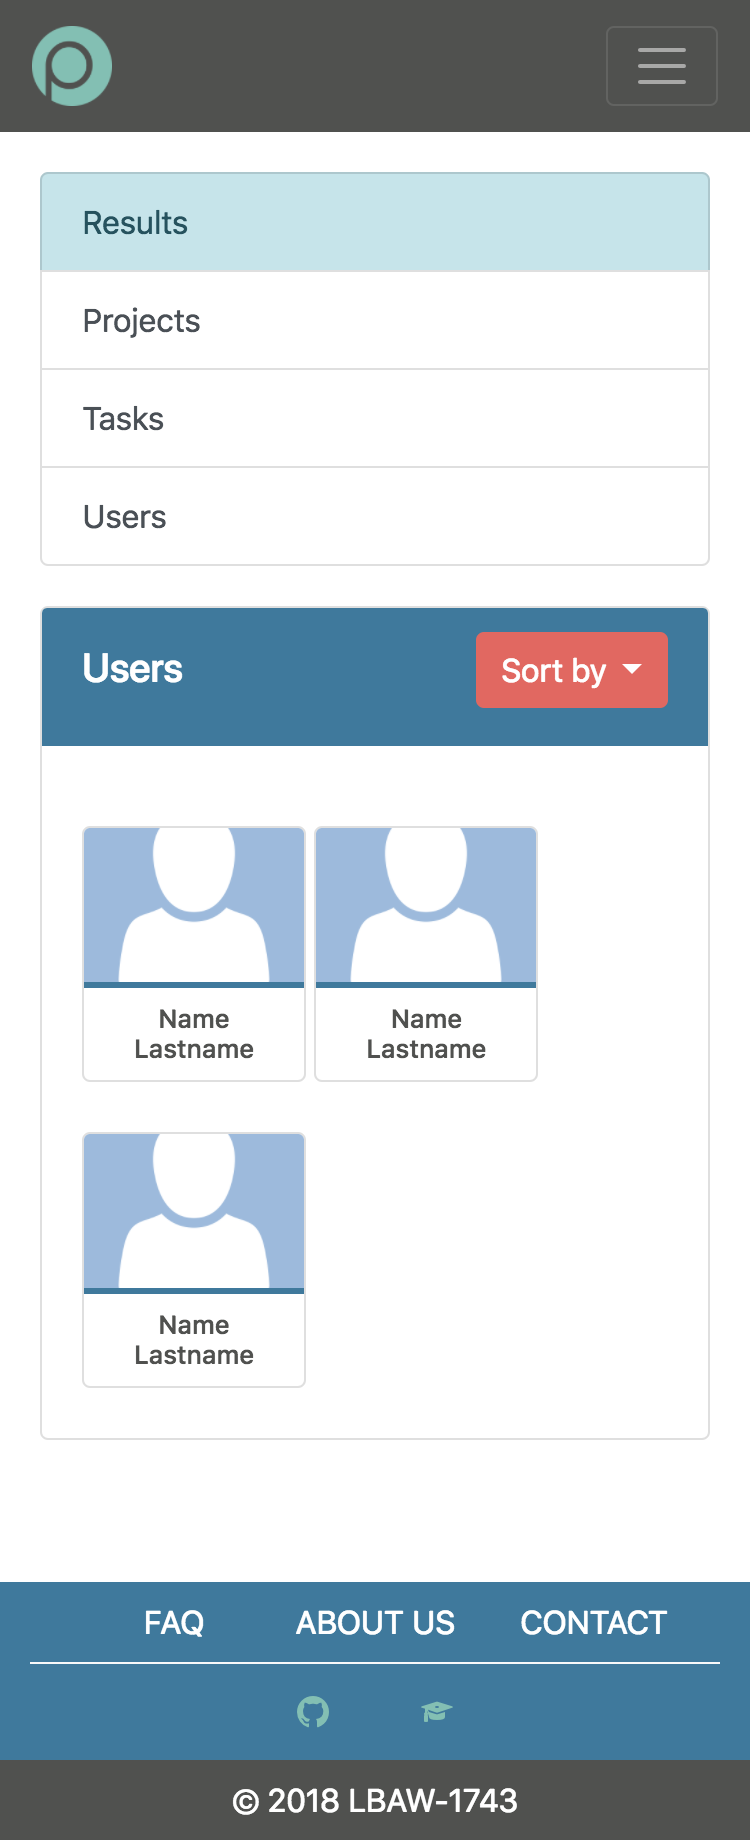 Results
Projects
Tasks
Users
Users
Sort by
Name
Lastname
Name
Lastname
Name
Lastname
FAQ
ABOUT US
CONTACT
© 2018 LBAW-1743